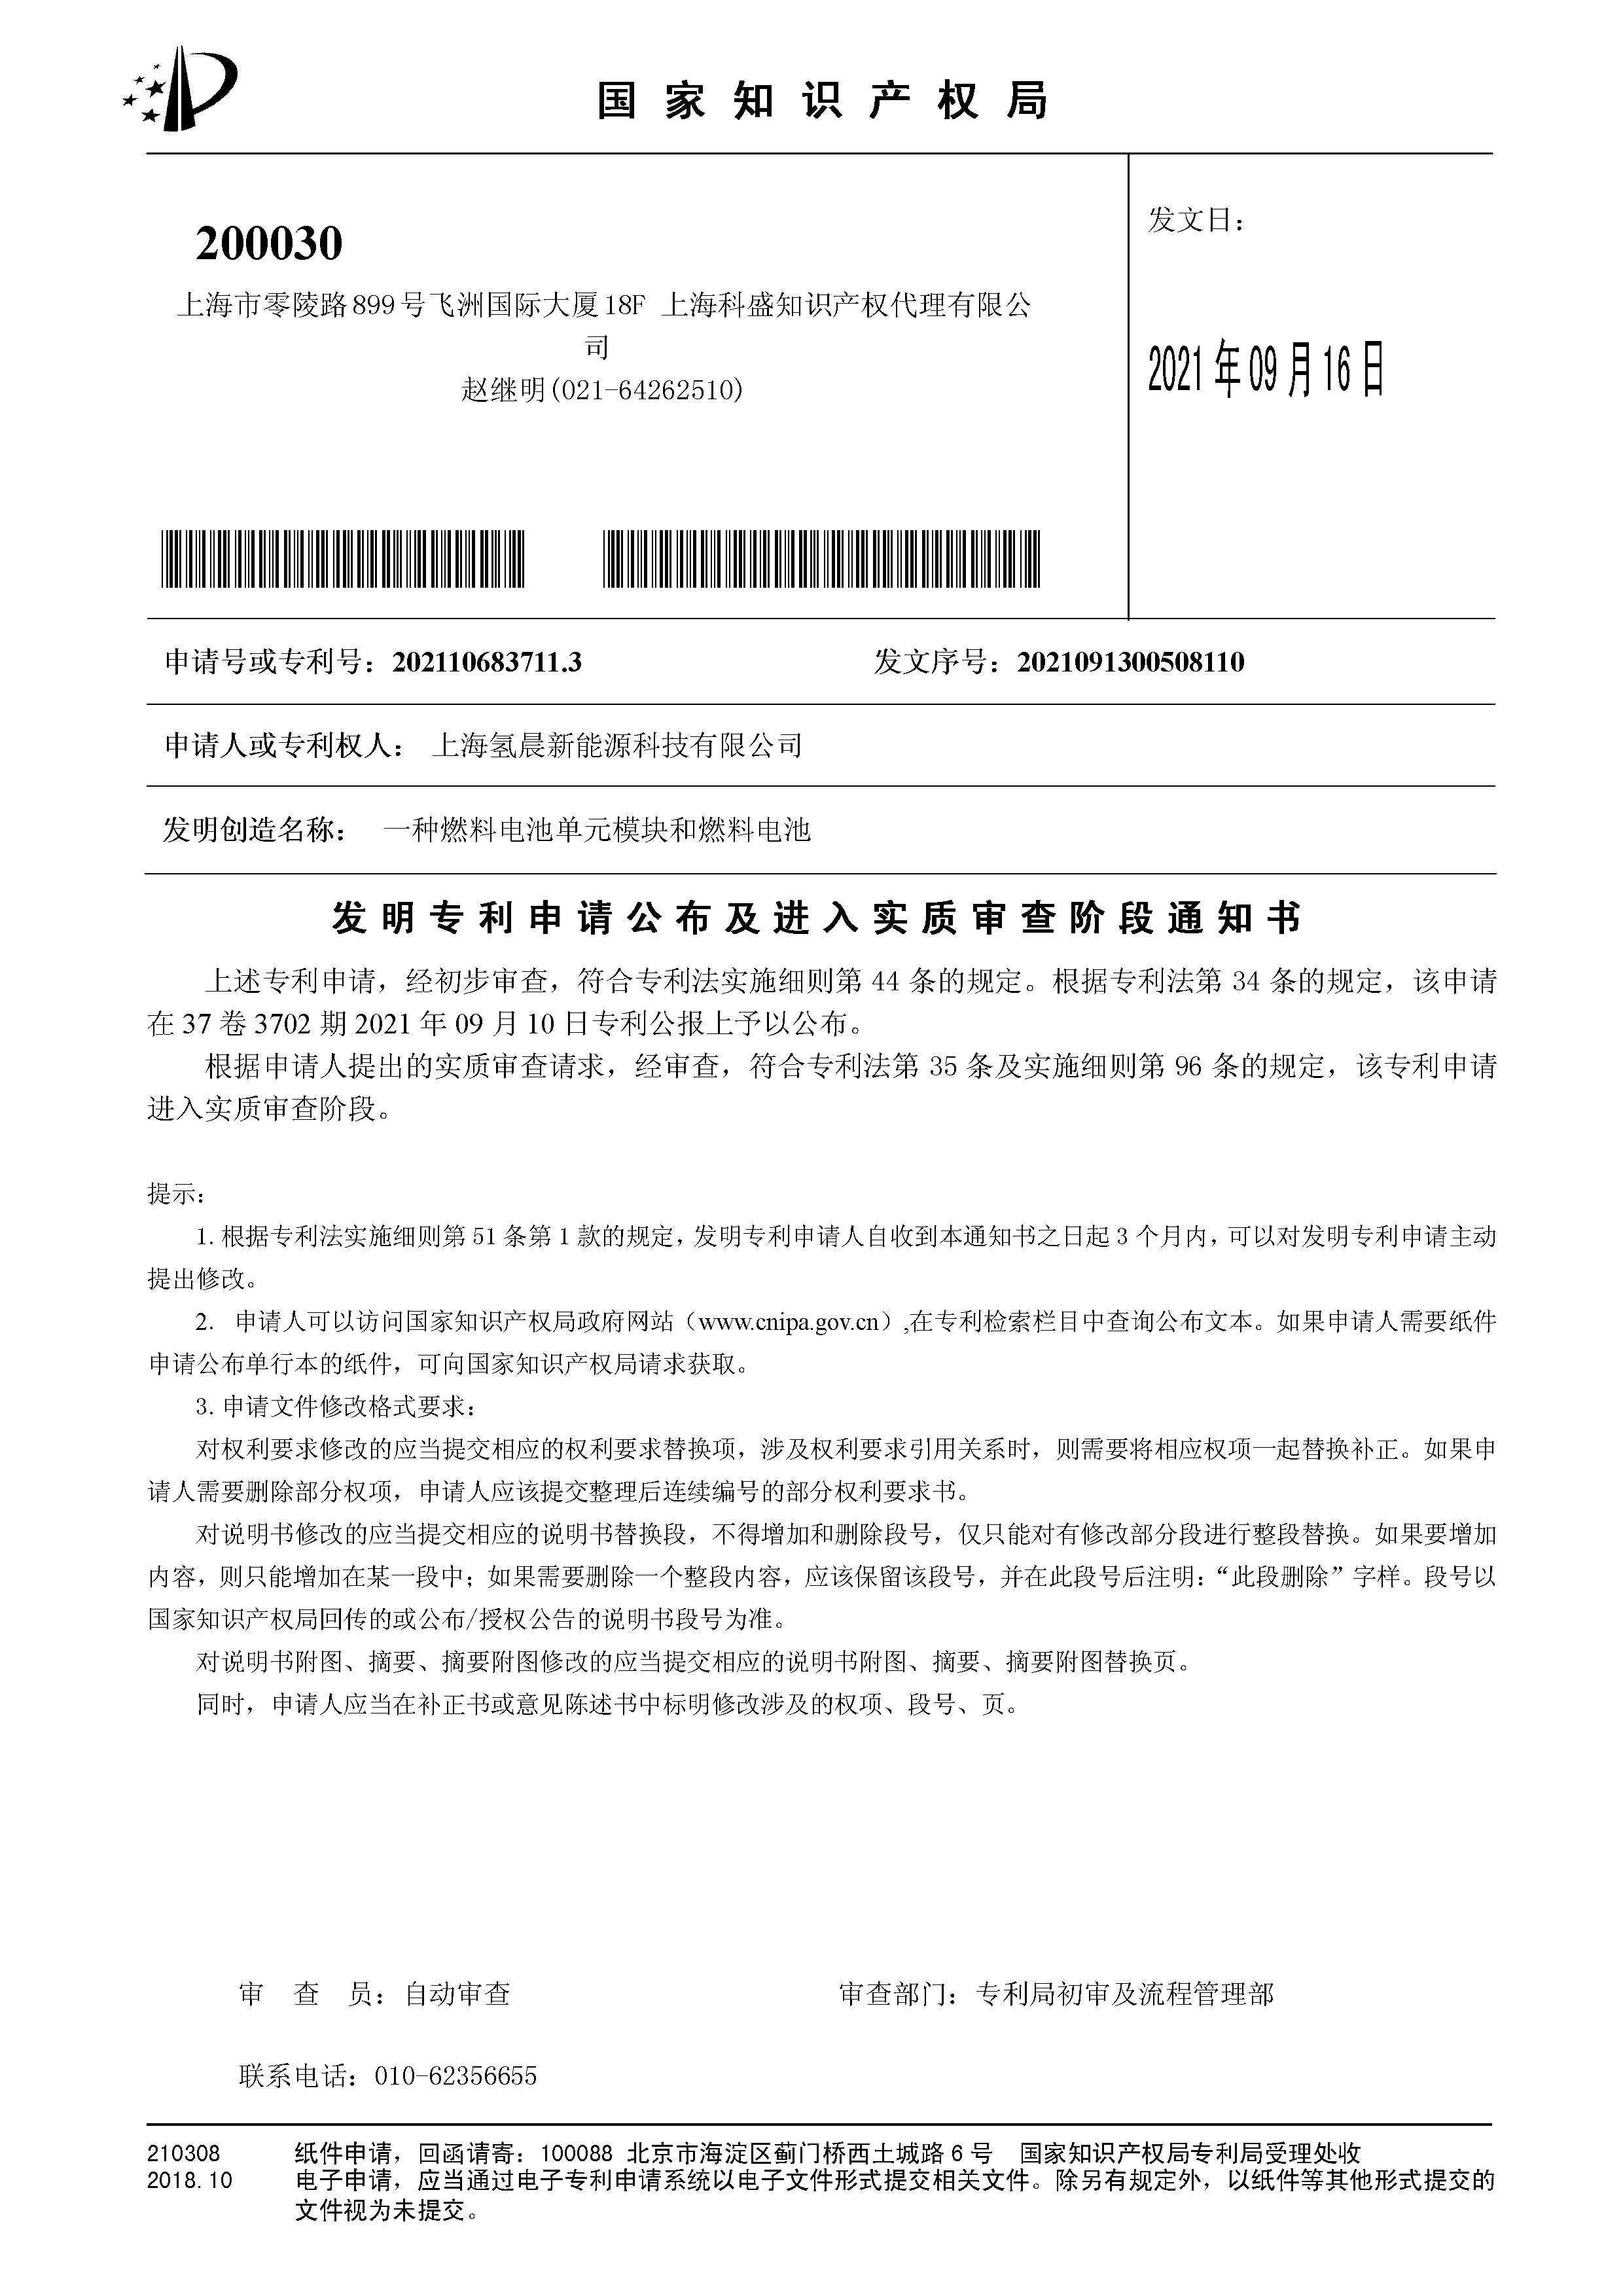 国家知识产权局
200030
上海市零陵路899号飞洲国际大厦18F 上海科盛知识产权代理有限公
司
赵继明(021-64262510)
发文日：
2021年09月16日
申请号或专利号：202110683711.3 发文序号：2021091300508110
申请人或专利权人： 上海氢晨新能源科技有限公司
发明创造名称： 一种燃料电池单元模块和燃料电池
发明专利申请公布及进入实质审查阶段通知书
上述专利申请，经初步审查，符合专利法实施细则第 44 条的规定。根据专利法第 34 条的规定，该申请
在 37 卷 3702 期 2021 年 09 月 10 日专利公报上予以公布。
根据申请人提出的实质审查请求，经审查，符合专利法第 35 条及实施细则第 96 条的规定，该专利申请
进入实质审查阶段。
提示：
1. 根据专利法实施细则第 51 条第 1 款的规定，发明专利申请人自收到本通知书之日起 3 个月内，可以对发明专利申请主动
提出修改。
2. 申请人可以访问国家知识产权局政府网站（www.cnipa.gov.cn）,在专利检索栏目中查询公布文本。如果申请人需要纸件
申请公布单行本的纸件，可向国家知识产权局请求获取。
3. 申请文件修改格式要求：
对权利要求修改的应当提交相应的权利要求替换项，涉及权利要求引用关系时，则需要将相应权项一起替换补正。如果申
请人需要删除部分权项，申请人应该提交整理后连续编号的部分权利要求书。
对说明书修改的应当提交相应的说明书替换段，不得增加和删除段号，仅只能对有修改部分段进行整段替换。如果要增加
内容，则只能增加在某一段中；如果需要删除一个整段内容，应该保留该段号，并在此段号后注明：“此段删除”字样。段号以
国家知识产权局回传的或公布/授权公告的说明书段号为准。
对说明书附图、摘要、摘要附图修改的应当提交相应的说明书附图、摘要、摘要附图替换页。
同时，申请人应当在补正书或意见陈述书中标明修改涉及的权项、段号、页。
审 查 员：自动审查 审查部门：专利局初审及流程管理部
联系电话：010-62356655
210308 纸件申请，回函请寄：100088 北京市海淀区蓟门桥西土城路 6 号 国家知识产权局专利局受理处收
2018.10 电子申请，应当通过电子专利申请系统以电子文件形式提交相关文件。除另有规定外，以纸件等其他形式提交的
文件视为未提交。